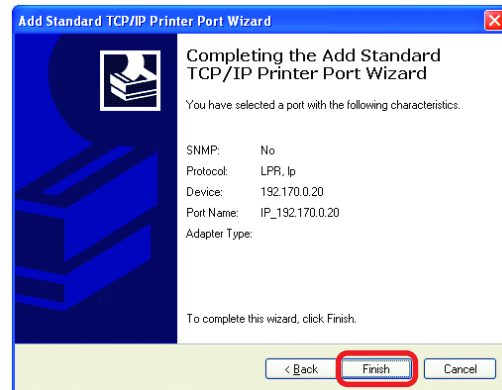 Add Standard TCP/IP Printer Port Wizard
Completing the Add Standard
TCP/IP Printer Port Wizard
You have selected a port with the following characteristics.
SNMP: No
Protocol: LPR, lp
Device: 192.170.0.20
Port Name: IP_192.170.0.20
Adapter Type:
To complete this wizard, click Finish.
< Back Finish Cancel